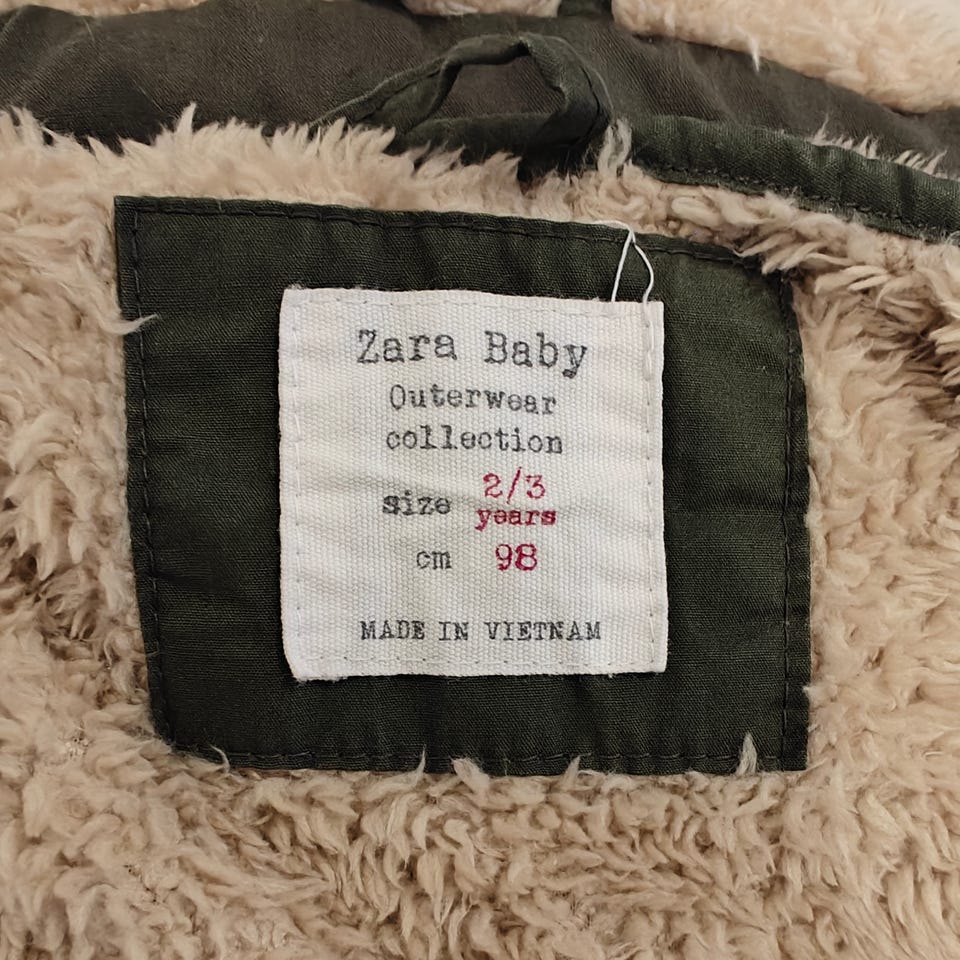 Zara Baby
Outerwear
collection
size 2/3
years
cm 98
MADE IN VIETNAM